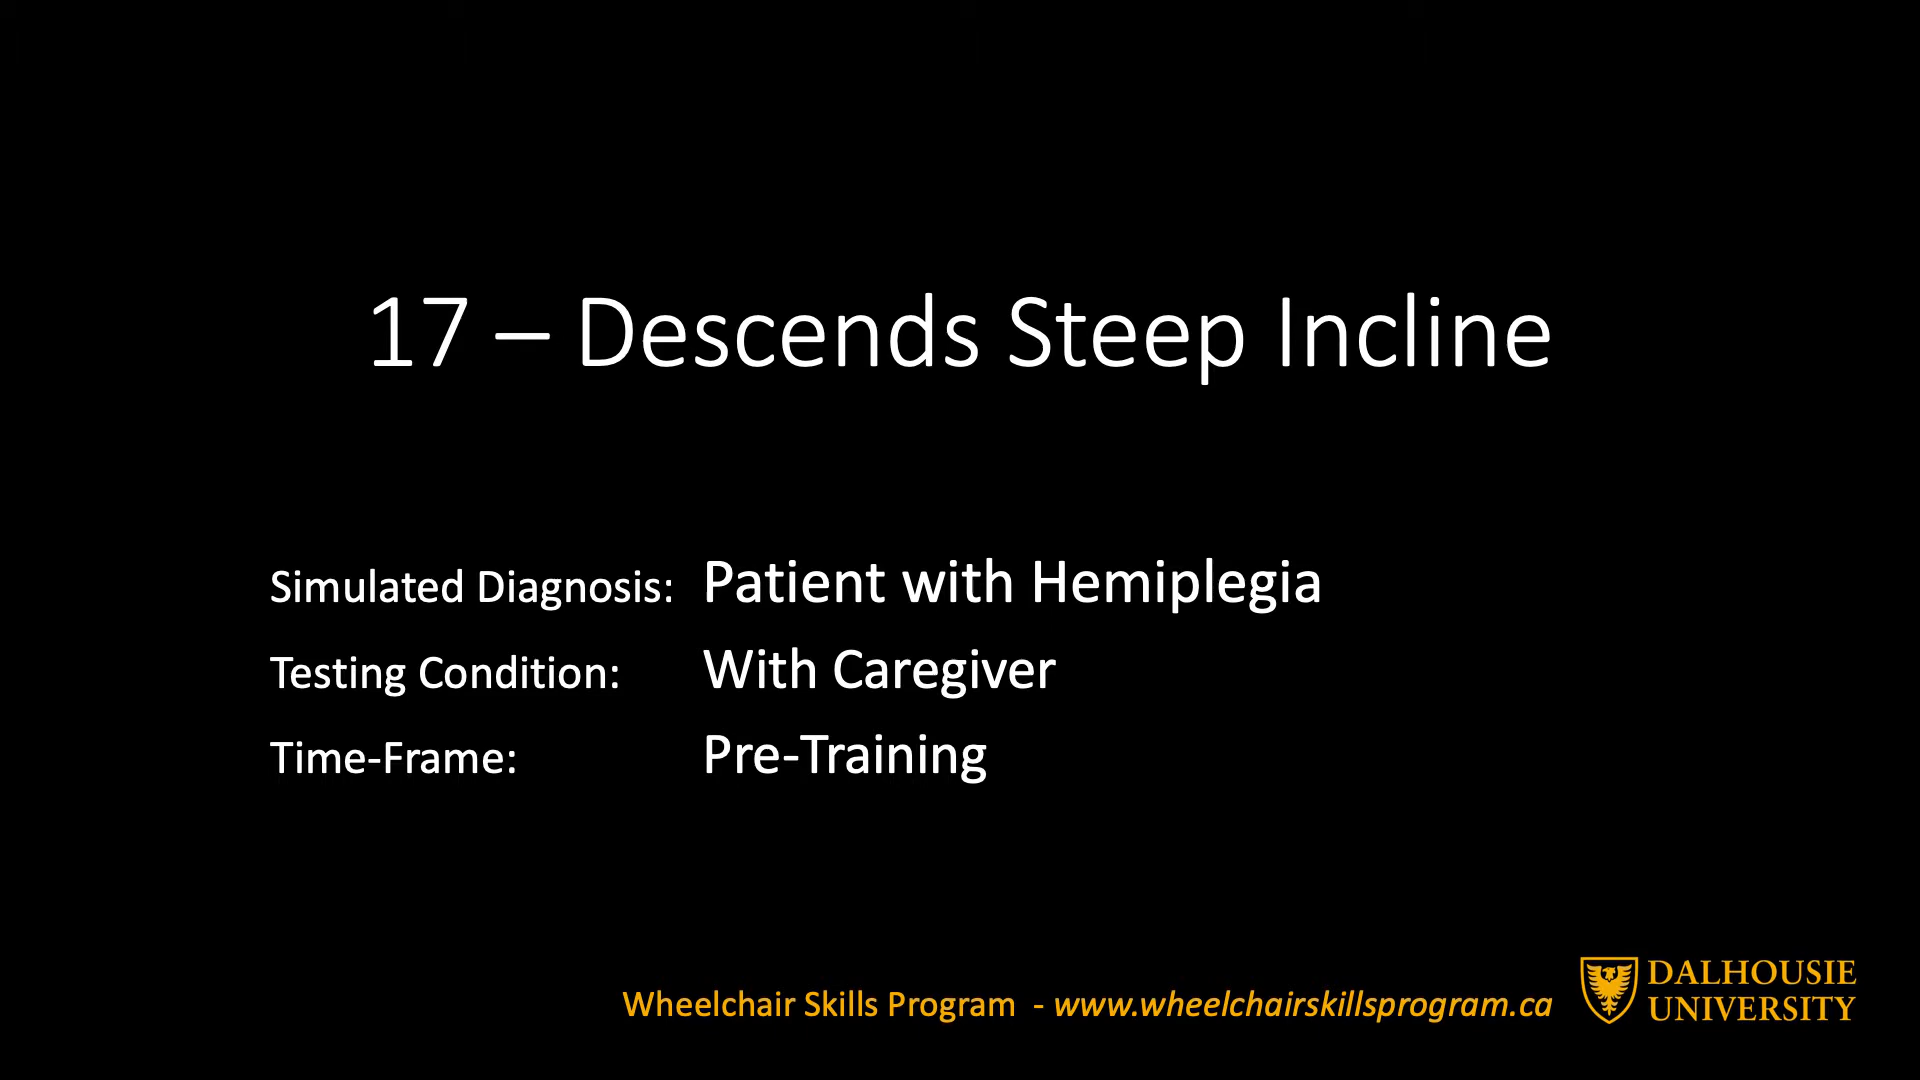 17 – Descends Steep Incline
Simulated Diagnosis: Patient with Hemiplegia
Testing Condition: With Caregiver
Time-Frame: Pre-Training
Wheelchair Skills Program - www.wheelchairskillsprogram.ca
DALHOUSIE
UNIVERSITY